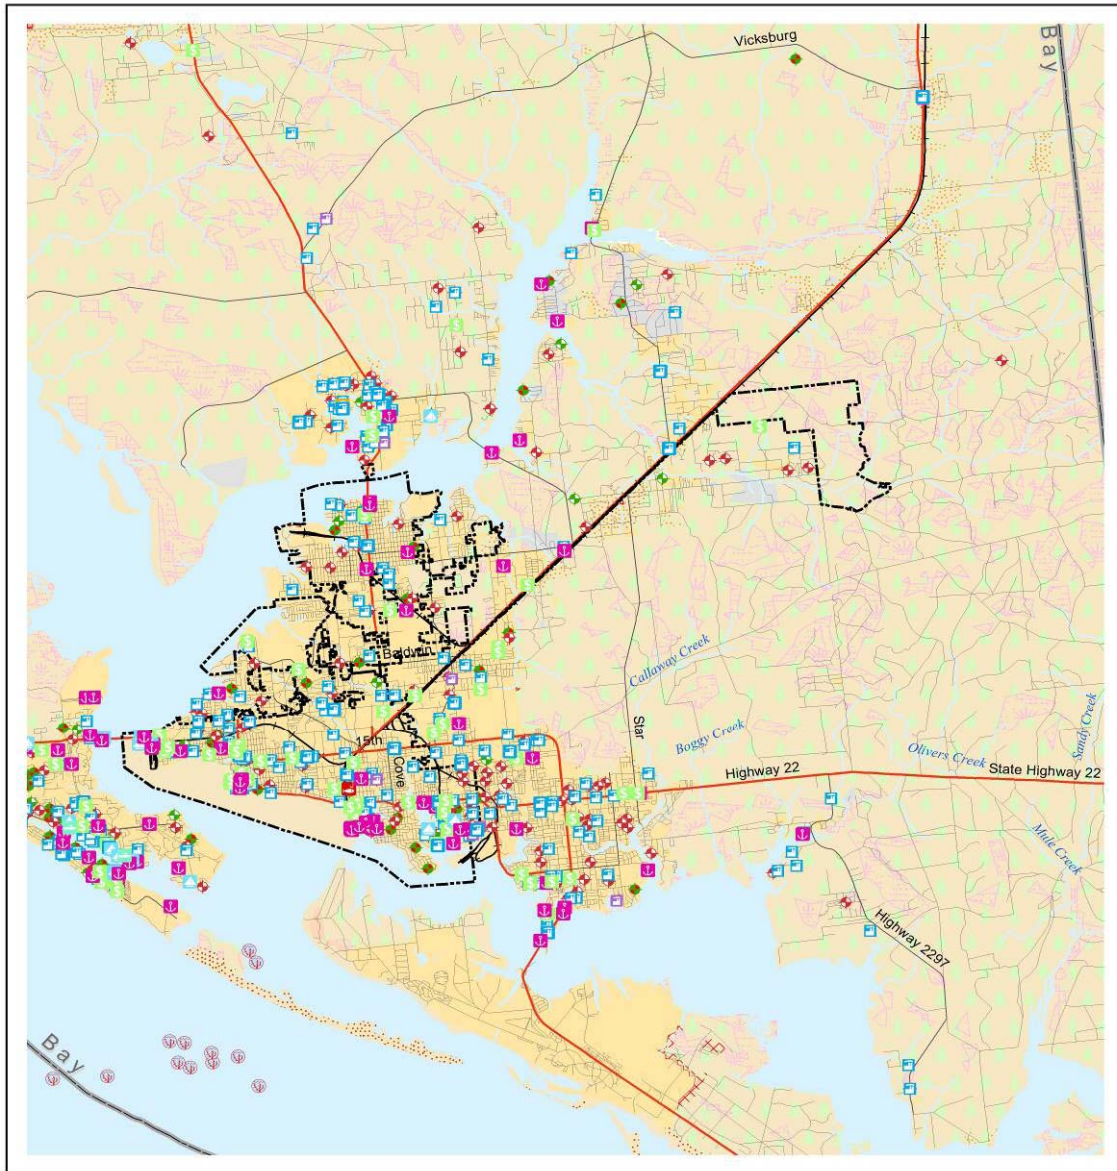 Vicksburg
Bay
Callaway Creek
Baldwin
Star
Boggy Creek
Olivers Creek
Sandy Creek
15th
Cove
Highway 22
State Highway 22
Mule Creek
Highway 2297
Bay